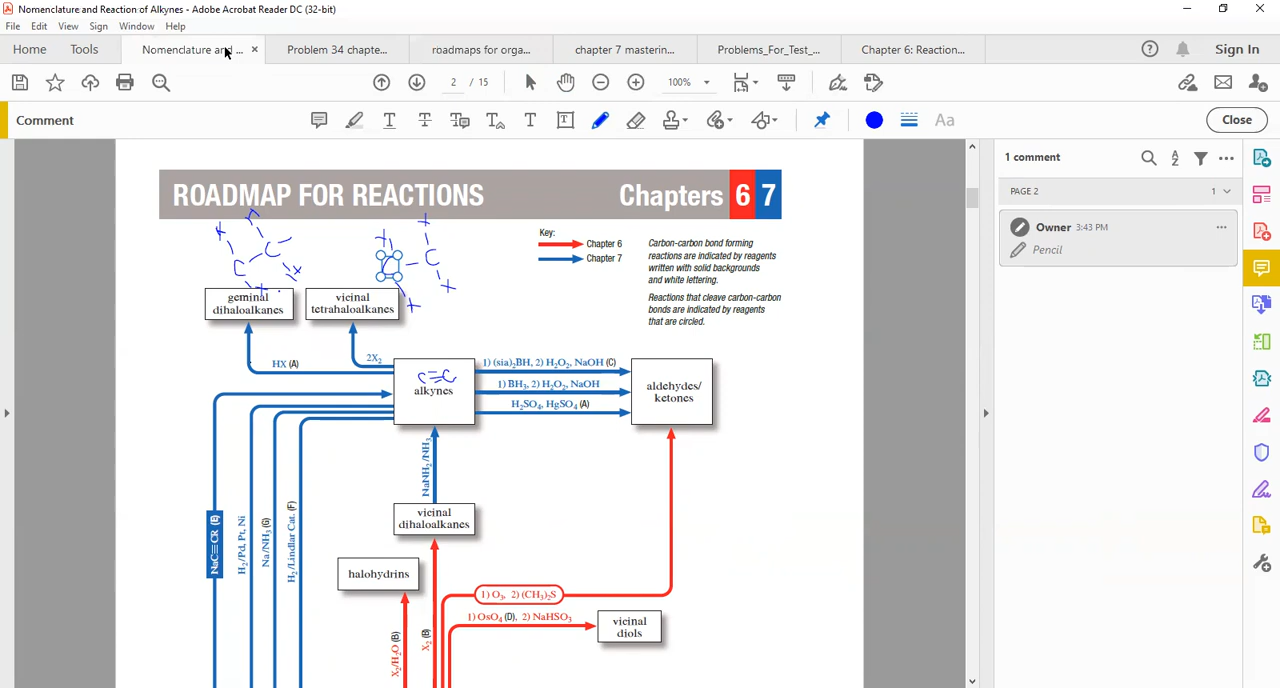 Nomenclature and Reaction of Alkynes - Adobe Acrobat Reader DC (32-bit)
File Edit View Sign Window Help
Home Tools Nomenclature and ... × Problem 34 chapte... roadmaps for orga... chapter 7 masterin... Problems_For_Test_... Chapter 6: Reaction... Sign In
2 / 15 100%
Comment Aa Close
1 comment
PAGE 2 1
Owner 3:43 PM ...
Pencil
ROADMAP FOR REACTIONS Chapters 6 7
Key:
Chapter 6
Chapter 7
Carbon-carbon bond forming
reactions are indicated by reagents
written with solid backgrounds
and white lettering.
Reactions that cleave carbon-carbon
bonds are indicated by reagents
that are circled.
C C x
x x C C x x
geminal
dihaloalkanes
vicinal
tetrahaloalkanes
HX (A)
2X₂
C≡C
alkynes
1) (sia)₂BH, 2) H₂O₂, NaOH (C)
1) BH₃, 2) H₂O₂, NaOH
H₂SO₄, HgSO₄ (A)
aldehydes/
ketones
NaNH₂/NH₃
vicinal
dihaloalkanes
NaC≡CR (E)
H₂/Pd, Pt, Ni
Na/NH₃ (G)
H₂/Lindlar Cat. (F)
halohydrins
1) O₃, 2) (CH₃)₂S
1) OsO₄ (D), 2) NaHSO₃
vicinal
diols
X₂/H₂O (B)
X₂ (B)